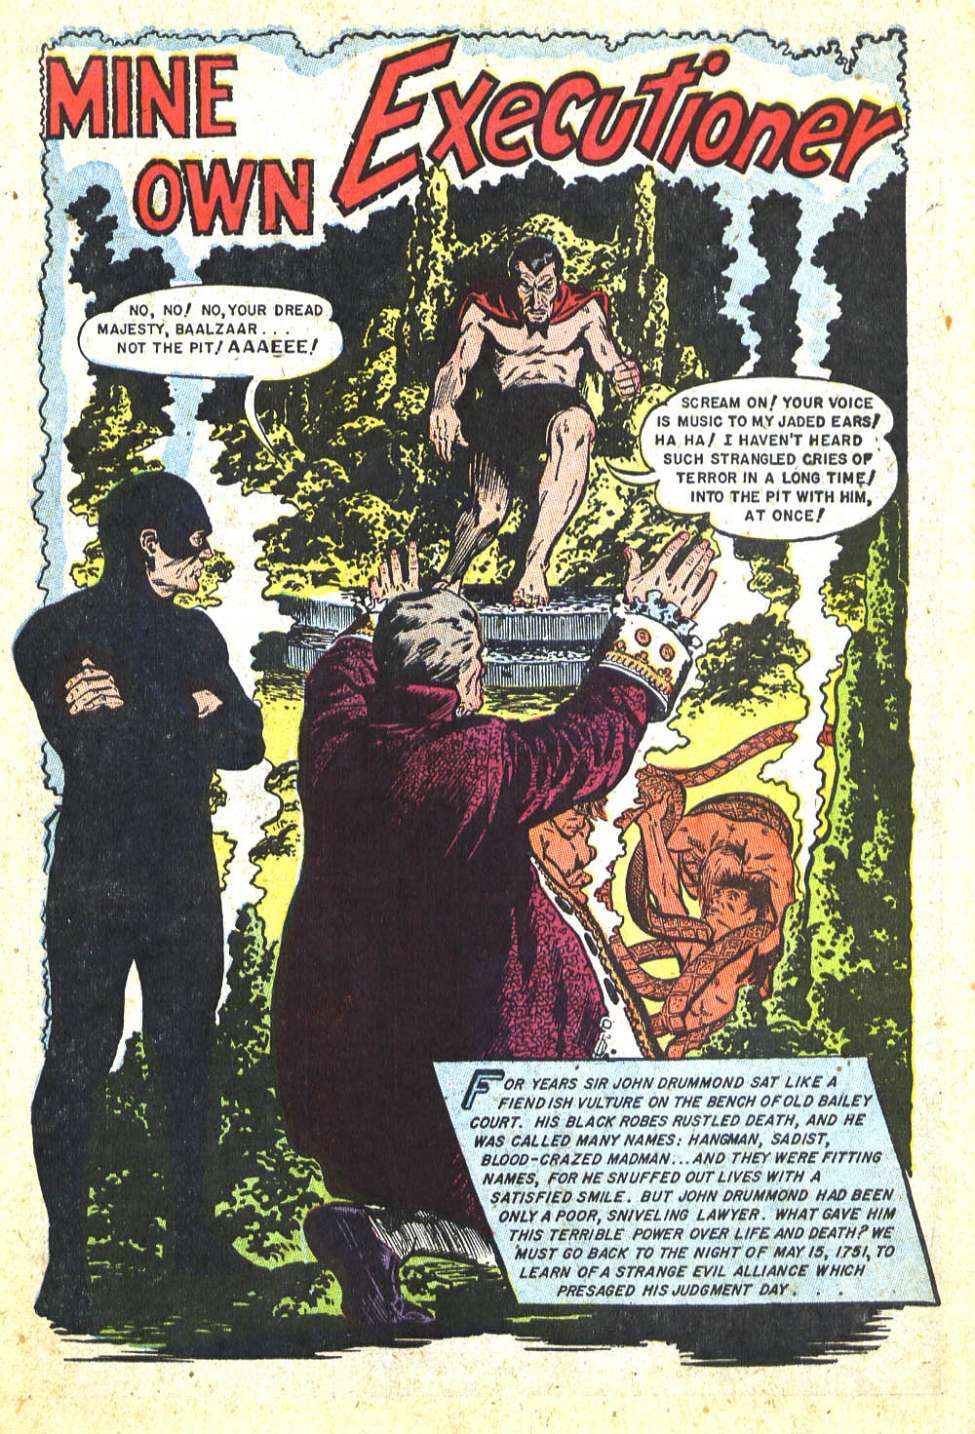 MINE
OWN
EXECUTIONER
NO, NO! NO, YOUR DREAD
MAJESTY, BAALZAAR...
NOT THE PIT! AAAEEE!
SCREAM ON! YOUR VOICE
IS MUSIC TO MY JADED EARS!
HA HA! I HAVEN'T HEARD
SUCH STRANGLED CRIES OF
TERROR IN A LONG TIME!
INTO THE PIT WITH HIM,
AT ONCE!
FOR YEARS SIR JOHN DRUMMOND SAT LIKE A
FIENDISH VULTURE ON THE BENCH OF OLD BAILEY
COURT. HIS BLACK ROBES RUSTLED DEATH, AND HE
WAS CALLED MANY NAMES: HANGMAN, SADIST,
BLOOD-CRAZED MADMAN...AND THEY WERE FITTING
NAMES, FOR HE SNUFFED OUT LIVES WITH A
SATISFIED SMILE. BUT JOHN DRUMMOND HAD BEEN
ONLY A POOR, SNIVELING LAWYER. WHAT GAVE HIM
THIS TERRIBLE POWER OVER LIFE AND DEATH? WE
MUST GO BACK TO THE NIGHT OF MAY 15, 1751, TO
LEARN OF A STRANGE EVIL ALLIANCE WHICH
PRESAGED HIS JUDGMENT DAY. . . .